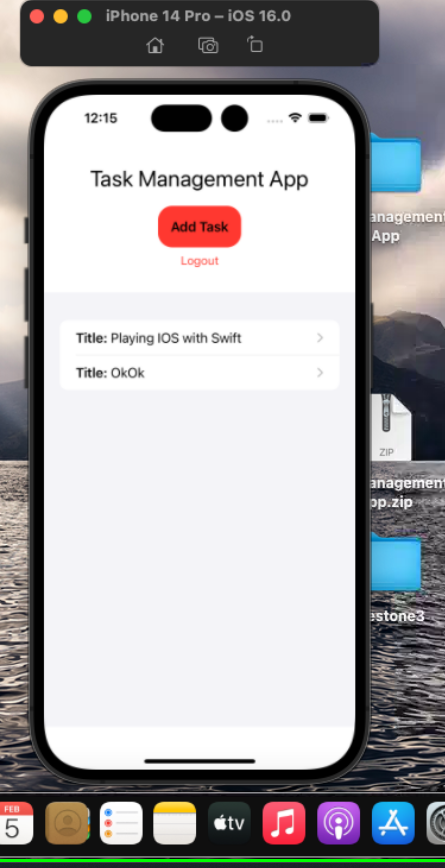 iPhone 14 Pro – iOS 16.0
12:15
Task Management App
Add Task
Logout
anagement
App
Title: Playing IOS with Swift
Title: OkOk
ZIP
anagement
pp.zip
estone3
FEB
5
tv